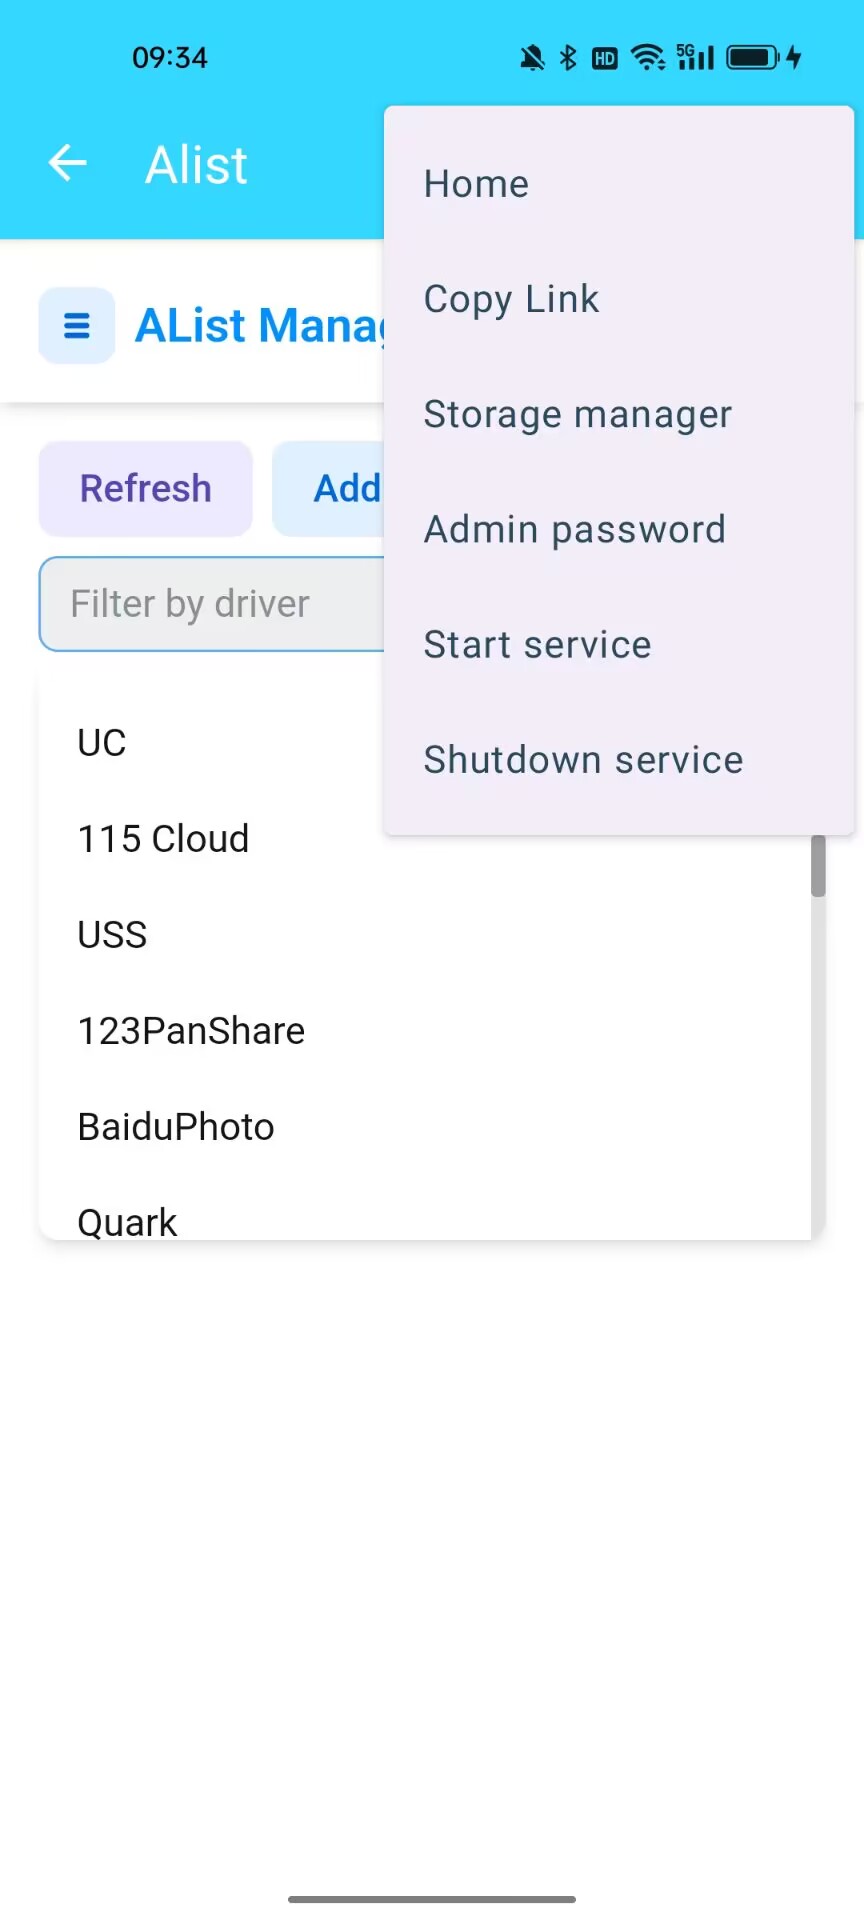 09:34
HD
5G
Alist
Home
Copy Link
Storage manager
Admin password
Start service
Shutdown service
AList Manag
Refresh
Add
Filter by driver
UC
115 Cloud
USS
123PanShare
BaiduPhoto
Quark